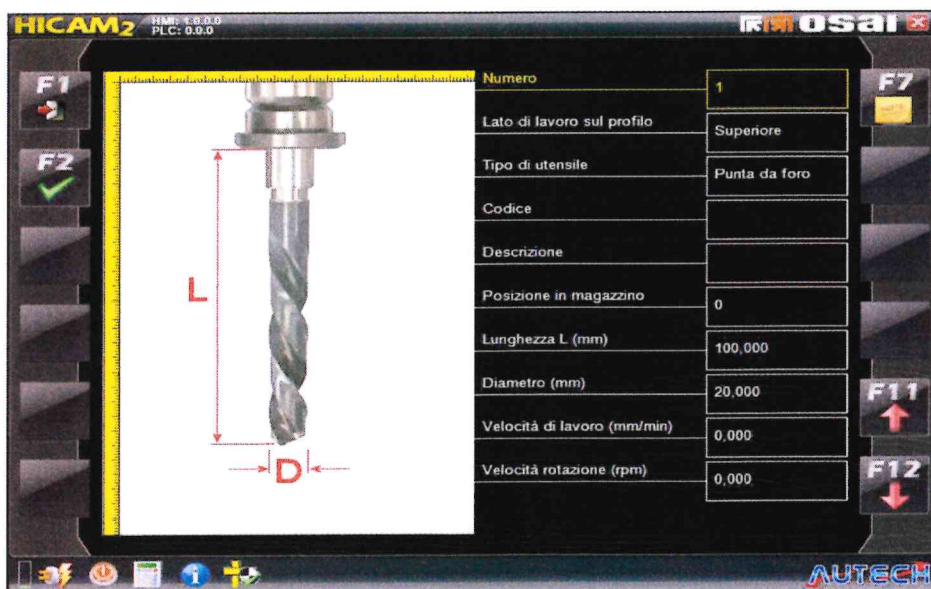 HICAM2
HMI: 1.0.0.0
PLC: 0.0.0
osai
F1
F2
L
D
Numero
1
Lato di lavoro sul profilo
Superiore
Tipo di utensile
Punta da foro
Codice
Descrizione
Posizione in magazzino
0
Lunghezza L (mm)
100,000
Diametro (mm)
20,000
Velocità di lavoro (mm/min)
0,000
Velocità rotazione (rpm)
0,000
F7
F11
F12
AUTECH